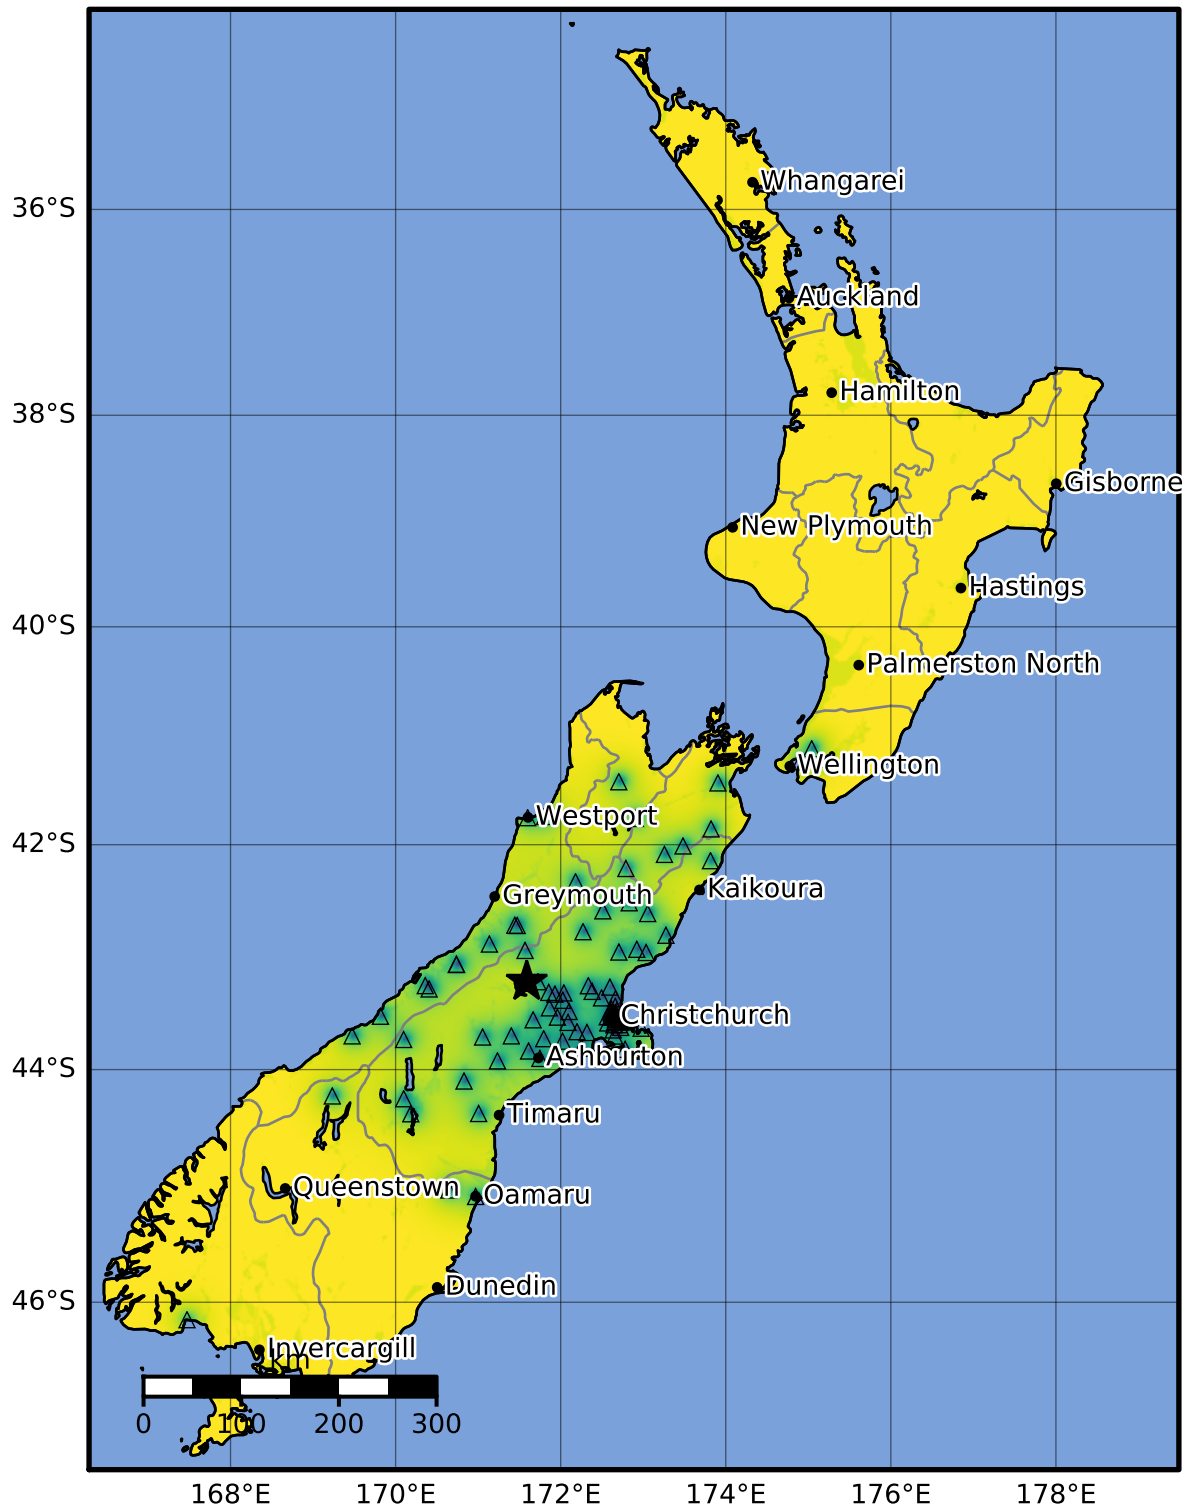 Whangarei
36°S
Auckland
Hamilton
38°S
Gisborne
New Plymouth
Hastings
40°S
Palmerston North
Wellington
Westport
42°S
Kaikoura
Greymouth
Christchurch
Ashburton
44°S
Timaru
Queenstown
Oamaru
Dunedin
46°S
Invercargill
km
0 100 200 300
168°E 170°E 172°E 174°E 176°E 178°E